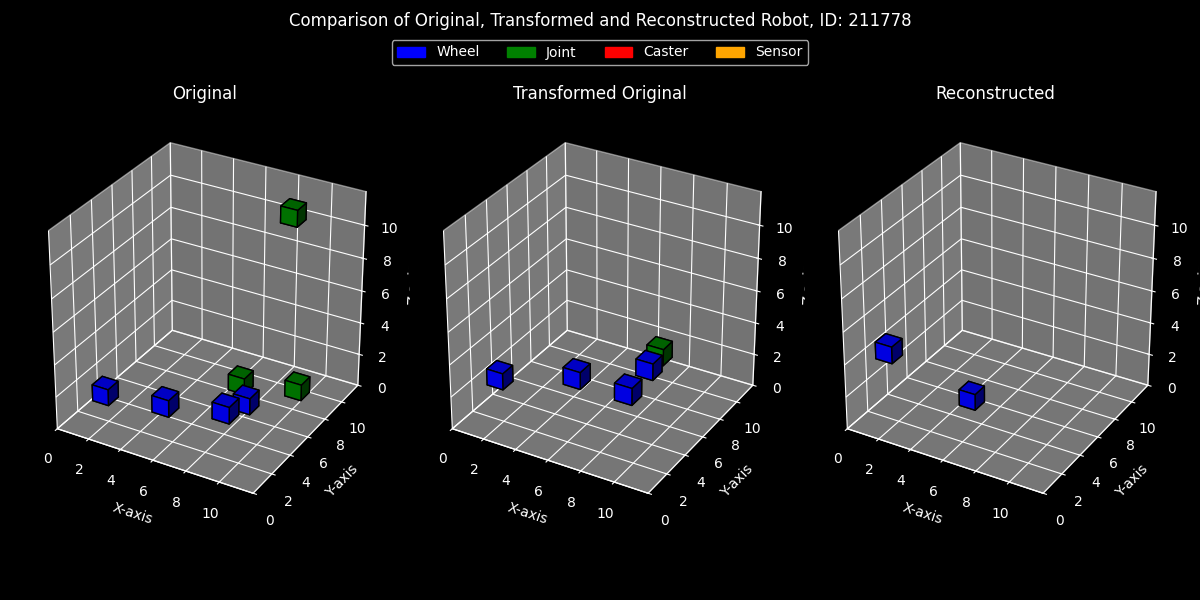 Comparison of Original, Transformed and Reconstructed Robot, ID: 211778
Wheel Joint Caster Sensor
Original Transformed Original Reconstructed
10 10 10
8 8 8
6 6 6
4 4 4
2 2 2
0 0 0
0 2 4 6 8 10 0 2 4 6 8 10 0 2 4 6 8 10
0 2 4 6 8 10 0 2 4 6 8 10 0 2 4 6 8 10
X-axis Y-axis X-axis Y-axis X-axis Y-axis